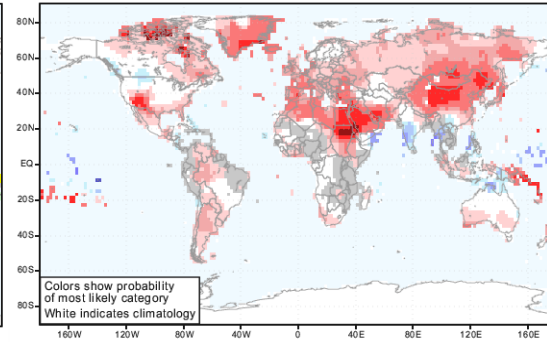 80N
60N
40N
20N
EQ
20S
40S
60S
80S
Colors show probability
of most likely category
White indicates climatology
160W 120W 80W 40W 0 40E 80E 120E 160E